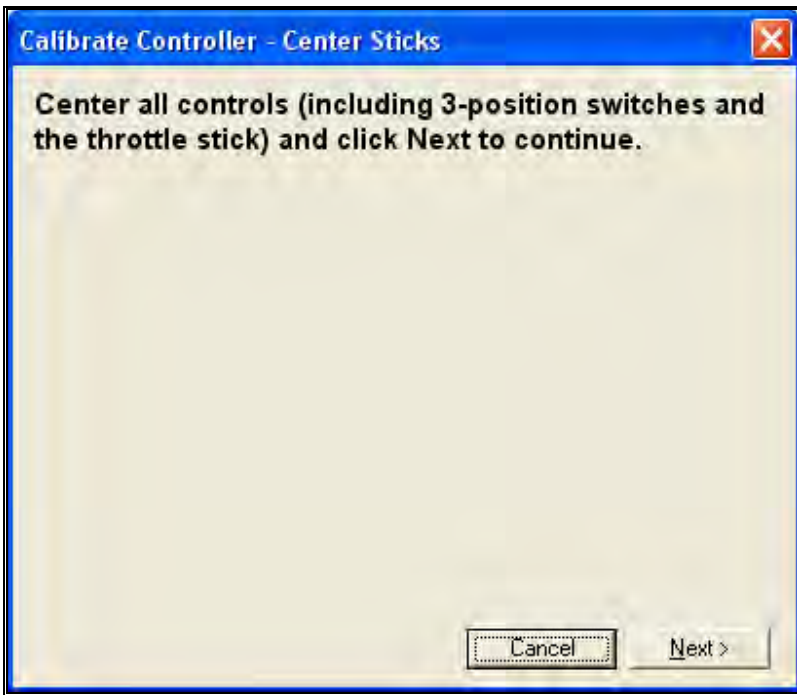 Calibrate Controller - Center Sticks
Center all controls (including 3-position switches and
the throttle stick) and click Next to continue.
Cancel
Next >